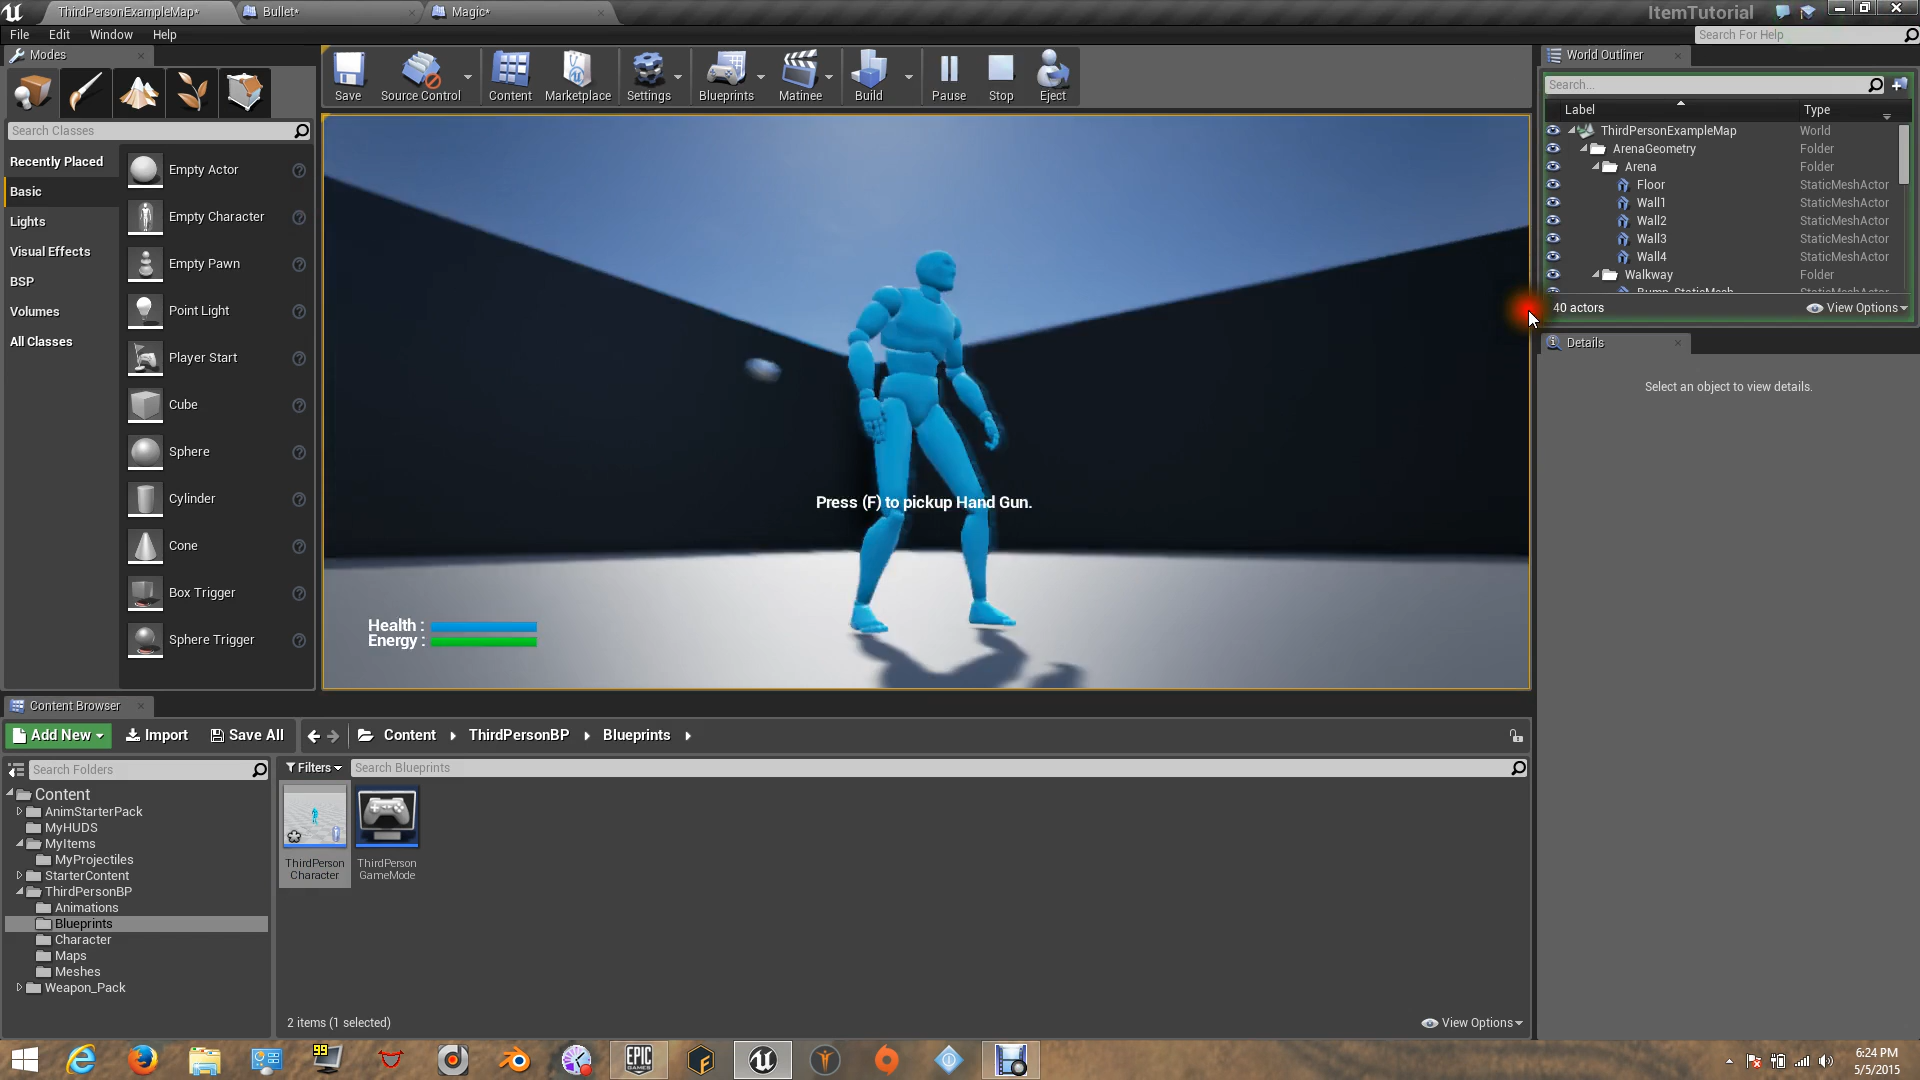 ThirdPersonExampleMap*
Bullet*
Magic*
ItemTutorial
File Edit Window Help
Search For Help
Modes
Save
Source Control
Content
Marketplace
Settings
Blueprints
Matinee
Build
Pause
Stop
Eject
World Outliner
Search...
Label Type
ThirdPersonExampleMap World
ArenaGeometry Folder
Arena Folder
Floor StaticMeshActor
Wall1 StaticMeshActor
Wall2 StaticMeshActor
Wall3 StaticMeshActor
Wall4 StaticMeshActor
Walkway Folder
Bump_StaticMesh StaticMeshActor
40 actors
View Options
Details
Select an object to view details.
Search Classes
Recently Placed
Basic
Lights
Visual Effects
BSP
Volumes
All Classes
Empty Actor
Empty Character
Empty Pawn
Point Light
Player Start
Cube
Sphere
Cylinder
Cone
Box Trigger
Sphere Trigger
Press (F) to pickup Hand Gun.
Health :
Energy :
Content Browser
Add New
Import
Save All
Content
ThirdPersonBP
Blueprints
Search Folders
Filters
Search Blueprints
Content
AnimStarterPack
MyHUDS
MyItems
MyProjectiles
StarterContent
ThirdPersonBP
Animations
Blueprints
Character
Maps
Meshes
Weapon_Pack
ThirdPerson
Character
ThirdPerson
GameMode
2 items (1 selected)
View Options
99
EPIC
GAMES
6:24 PM
5/5/2015